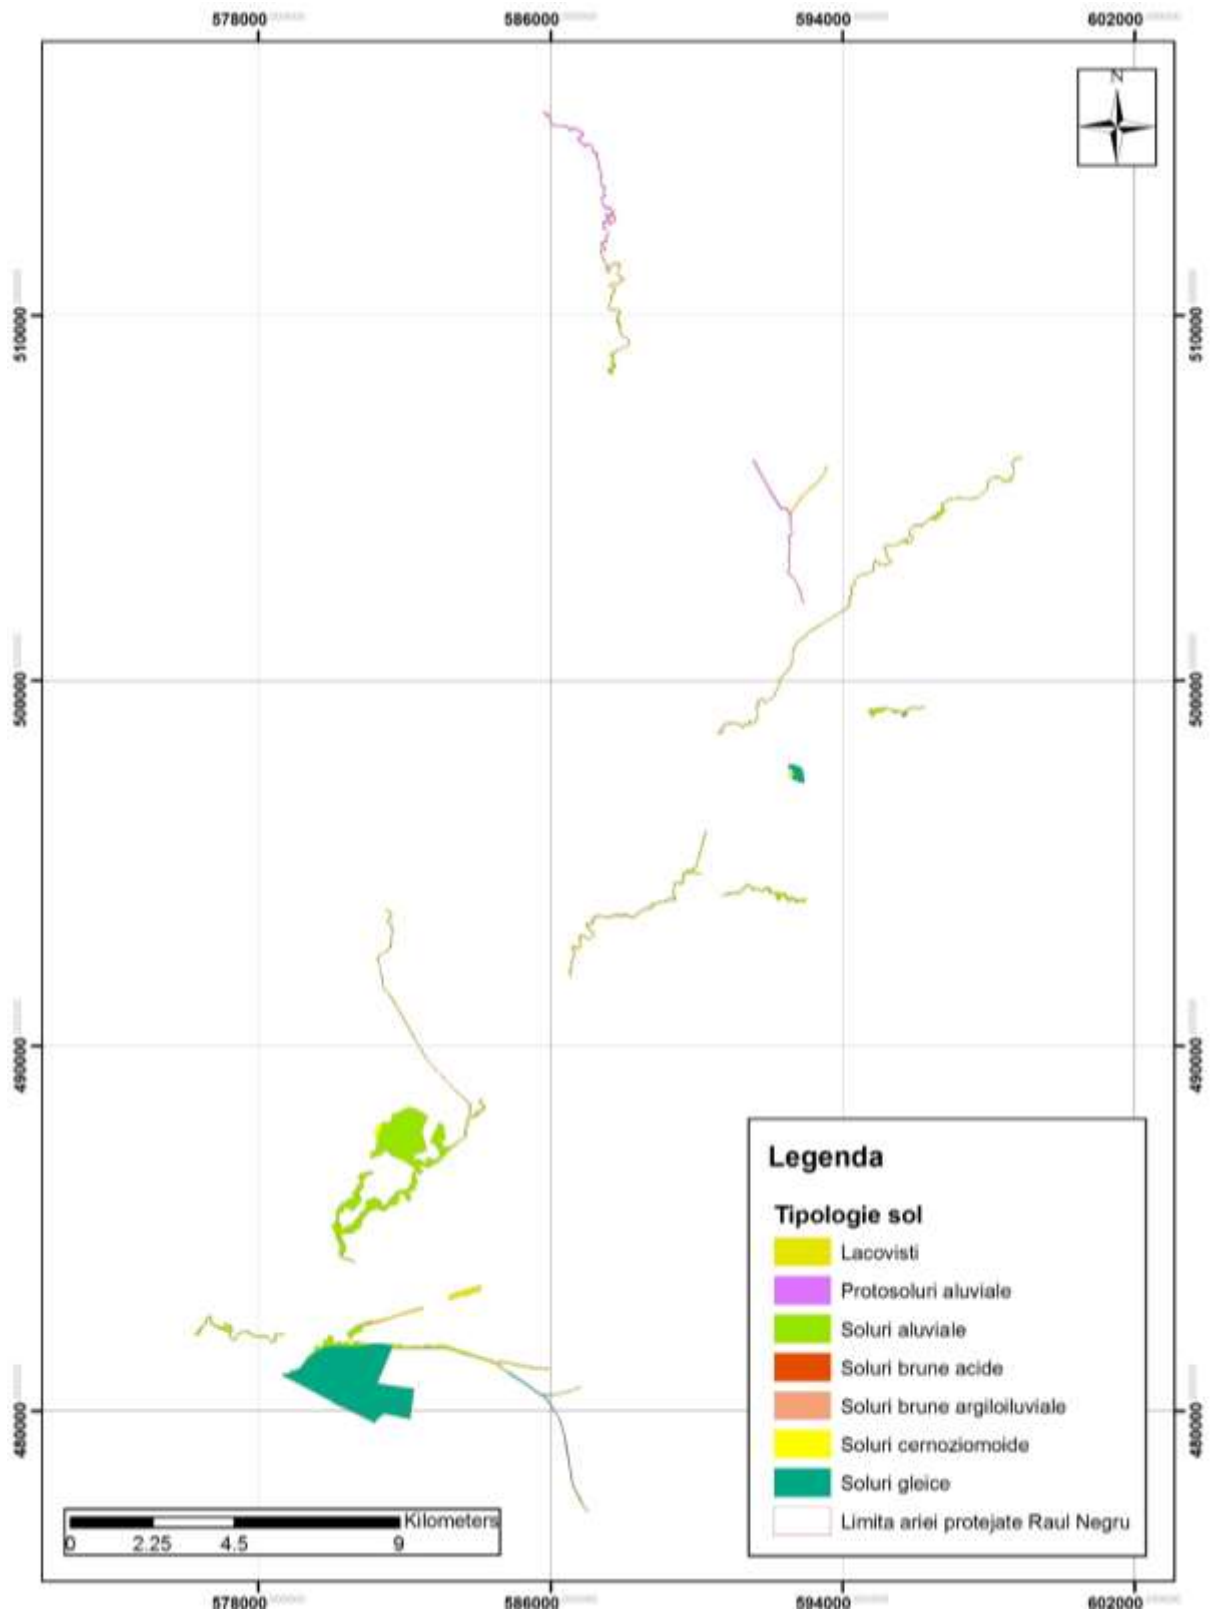 578000
586000
594000
602000
N
510000
510000
500000
500000
490000
490000
480000
480000
Legenda
Tipologie sol
Lacovisti
Protosoluri aluviale
Soluri aluviale
Soluri brune acide
Soluri brune argiloiluviale
Soluri cernoziomoide
Soluri gleice
Limita ariei protejate Raul Negru
Kilometers
0 2.25 4.5 9
578000
586000
594000
602000